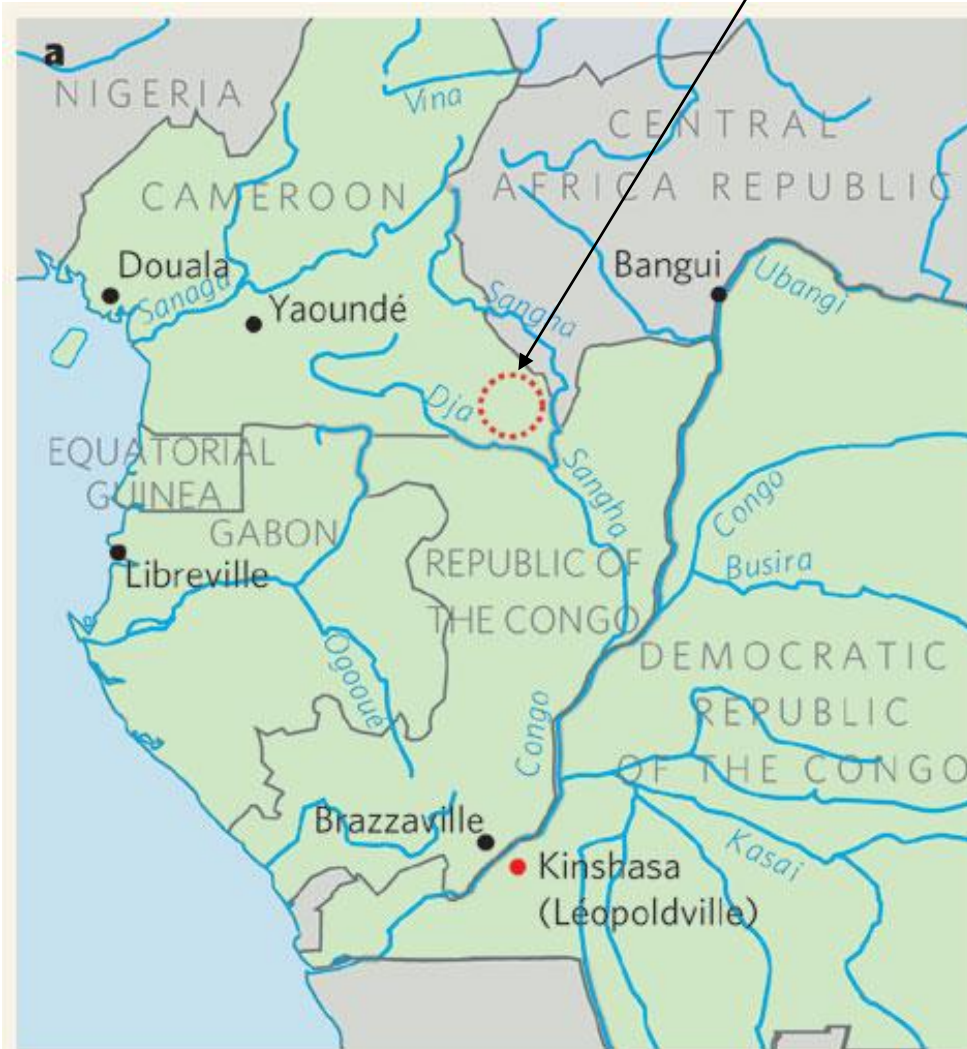 a
NIGERIA
Vina
CENTRAL
AFRICA REPUBLIC
CAMEROON
Douala
Sanaga
Yaoundé
Bangui
Ubangi
Sangha
Dja
EQUATORIAL
GUINEA
GABON
Libreville
Sangha
Congo
Busira
REPUBLIC OF
THE CONGO
DEMOCRATIC
REPUBLIC
OF THE CONGO
Ogooué
Congo
Brazzaville
Kinshasa
(Léopoldville)
Kasai